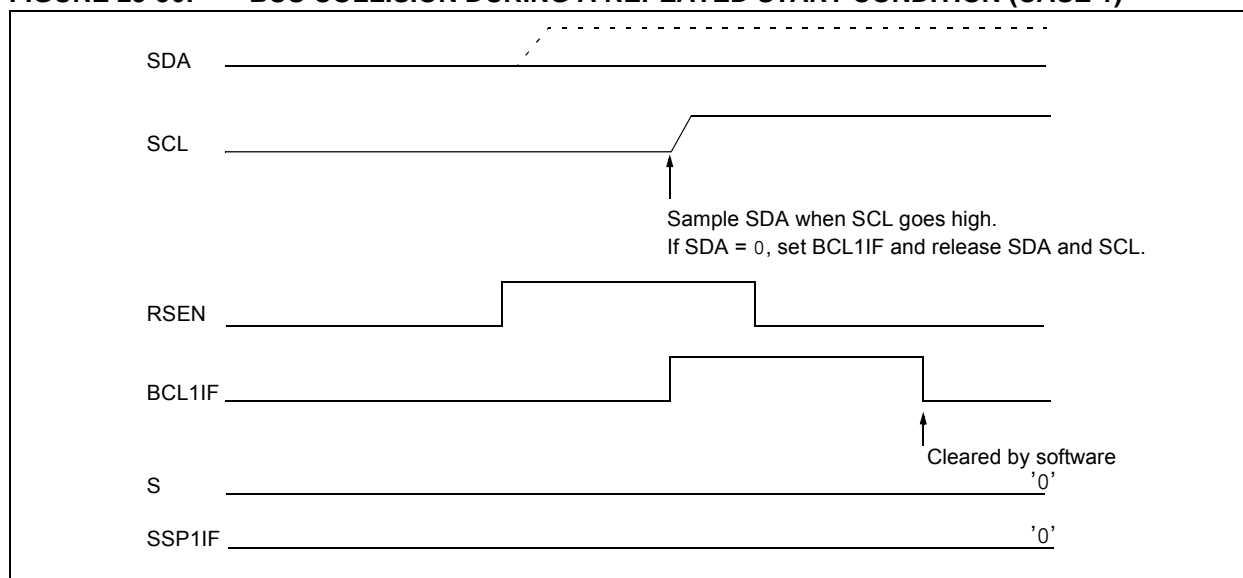 SDA
SCL
Sample SDA when SCL goes high.
If SDA = 0, set BCL1IF and release SDA and SCL.
RSEN
BCL1IF
Cleared by software
S
'0'
SSP1IF
'0'